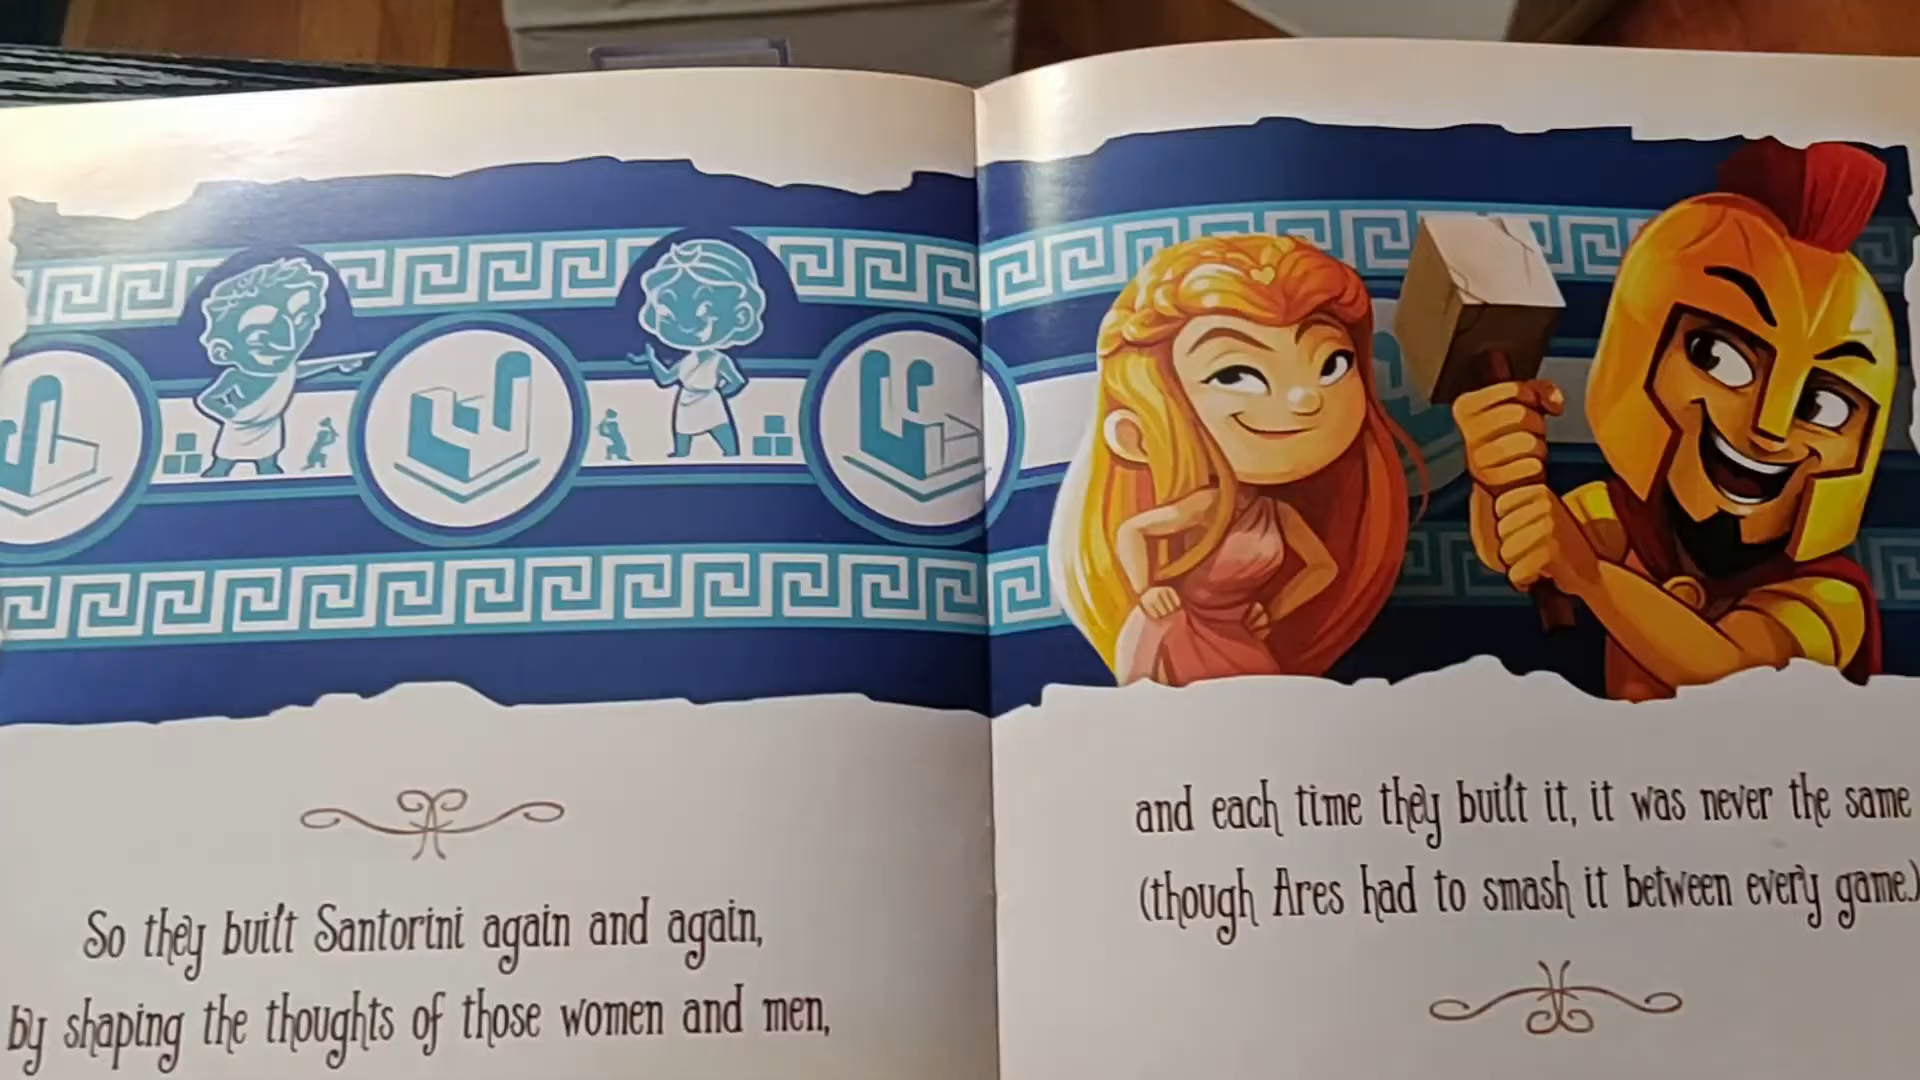 So they built Santorini again and again,
by shaping the thoughts of those women and men,
and each time they built it, it was never the same
(though Ares had to smash it between every game.)